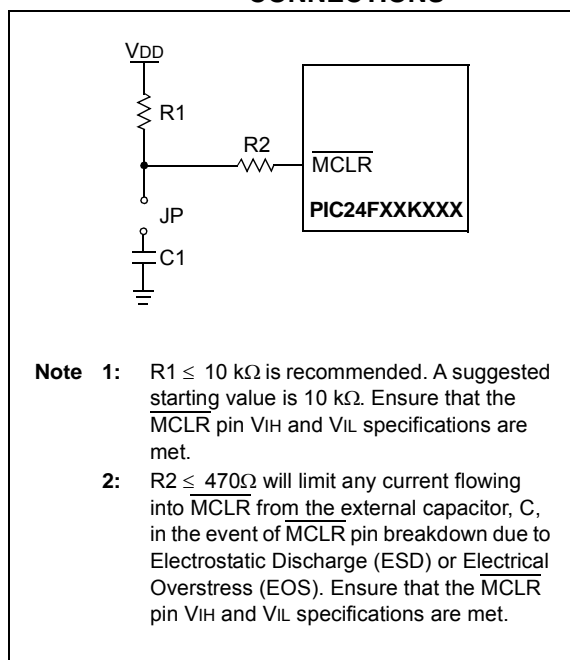 CONNECTIONS
VDD
R1
R2
MCLR
JP
PIC24FXXKXXX
C1
Note 1: R1 ≤ 10 kΩ is recommended. A suggested
starting value is 10 kΩ. Ensure that the
MCLR pin VIH and VIL specifications are
met.
2: R2 ≤ 470Ω will limit any current flowing
into MCLR from the external capacitor, C,
in the event of MCLR pin breakdown due to
Electrostatic Discharge (ESD) or Electrical
Overstress (EOS). Ensure that the MCLR
pin VIH and VIL specifications are met.